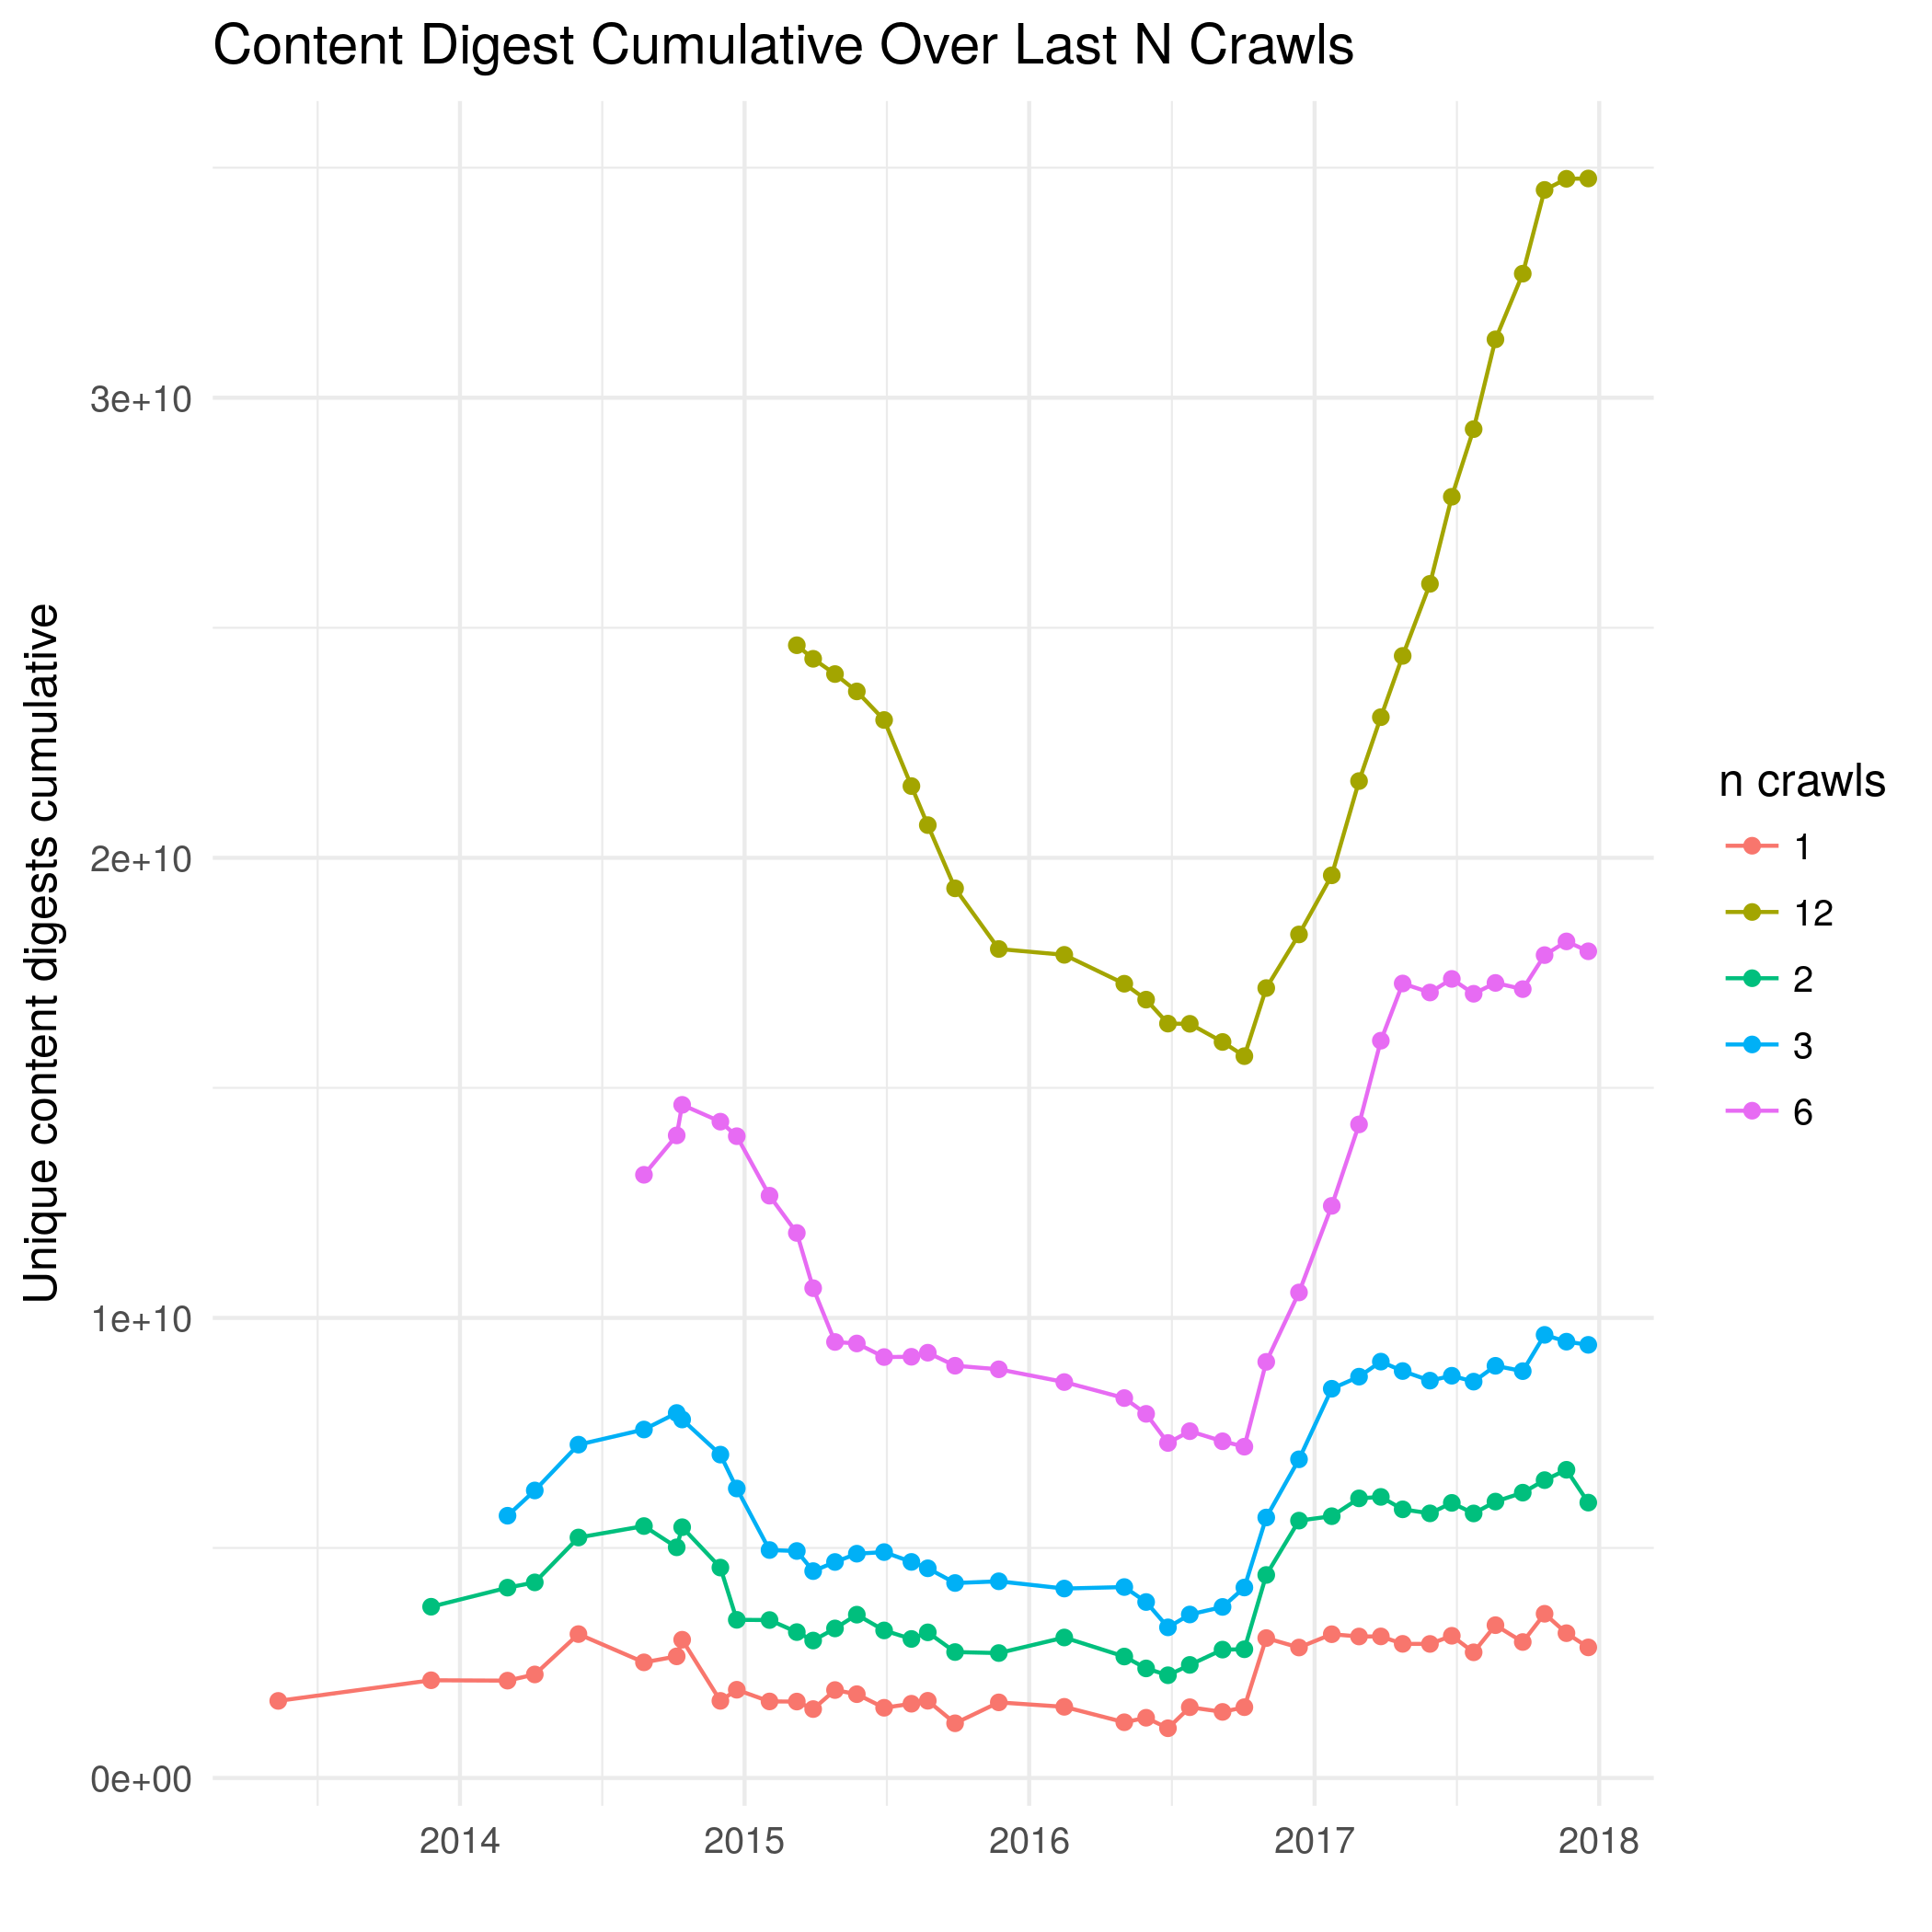 Content Digest Cumulative Over Last N Crawls
Unique content digests cumulative
3e+10
2e+10
1e+10
0e+00
2014
2015
2016
2017
2018
n crawls
1
12
2
3
6